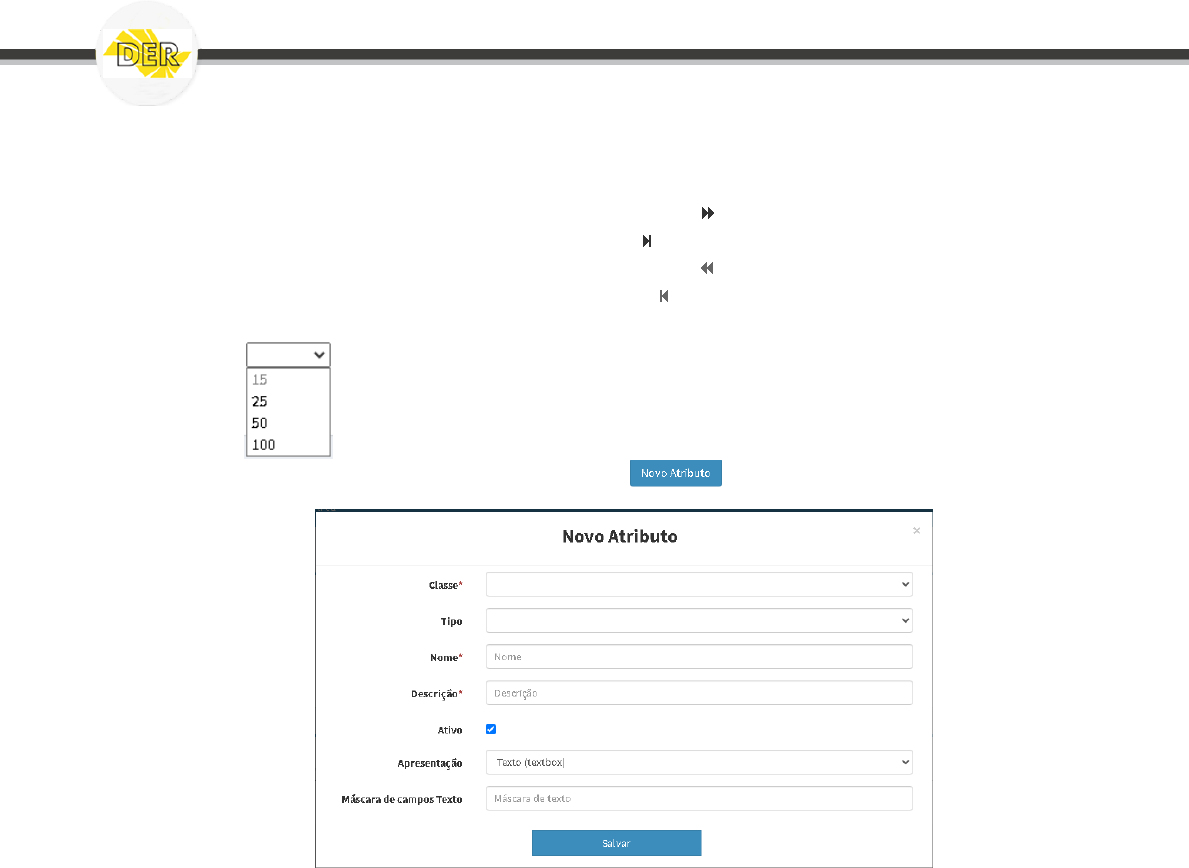 DER
15
25
50
100
Novo Atributo
Novo Atributo
×
Classe*
Tipo
Nome*
Nome
Descrição*
Descrição
Ativo
Apresentação
Texto (textbox)
Máscara de campos Texto
Máscara de texto
Salvar